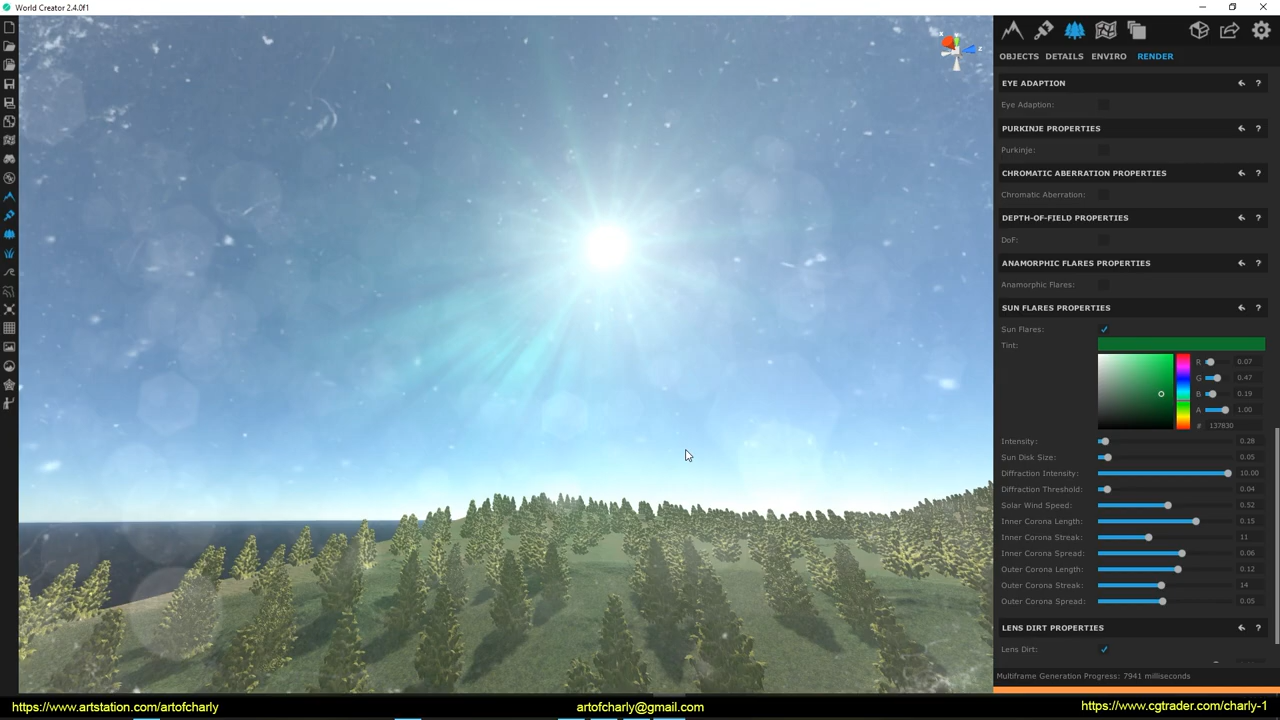 World Creator 2.4.0f1
x
z
OBJECTS DETAILS ENVIRO RENDER
EYE ADAPTION ?
Eye Adaption:
PURKINJE PROPERTIES ?
Purkinje:
CHROMATIC ABERRATION PROPERTIES ?
Chromatic Aberration:
DEPTH-OF-FIELD PROPERTIES ?
DoF:
ANAMORPHIC FLARES PROPERTIES ?
Anamorphic Flares:
SUN FLARES PROPERTIES ?
Sun Flares:
Tint:
R 0.07
G 0.47
B 0.19
A 1.00
# 137830
Intensity: 0.28
Sun Disk Size: 0.05
Diffraction Intensity: 10.00
Diffraction Threshold: 0.04
Solar Wind Speed: 0.52
Inner Corona Length: 0.15
Inner Corona Streak: 11
Inner Corona Spread: 0.06
Outer Corona Length: 0.12
Outer Corona Streak: 14
Outer Corona Spread: 0.05
LENS DIRT PROPERTIES ?
Lens Dirt:
Multiframe Generation Progress: 7941 milliseconds
https://www.artstation.com/artofcharly artofcharly@gmail.com https://www.cgtrader.com/charly-1